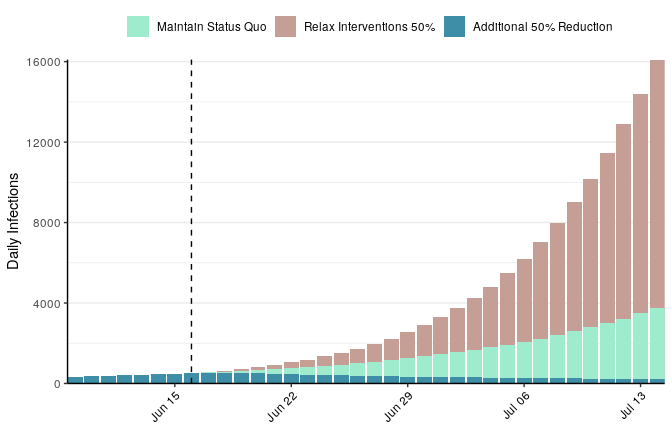 Maintain Status Quo Relax Interventions 50% Additional 50% Reduction
Daily Infections
16000
12000
8000
4000
0
Jun 15 Jun 22 Jun 29 Jul 06 Jul 13